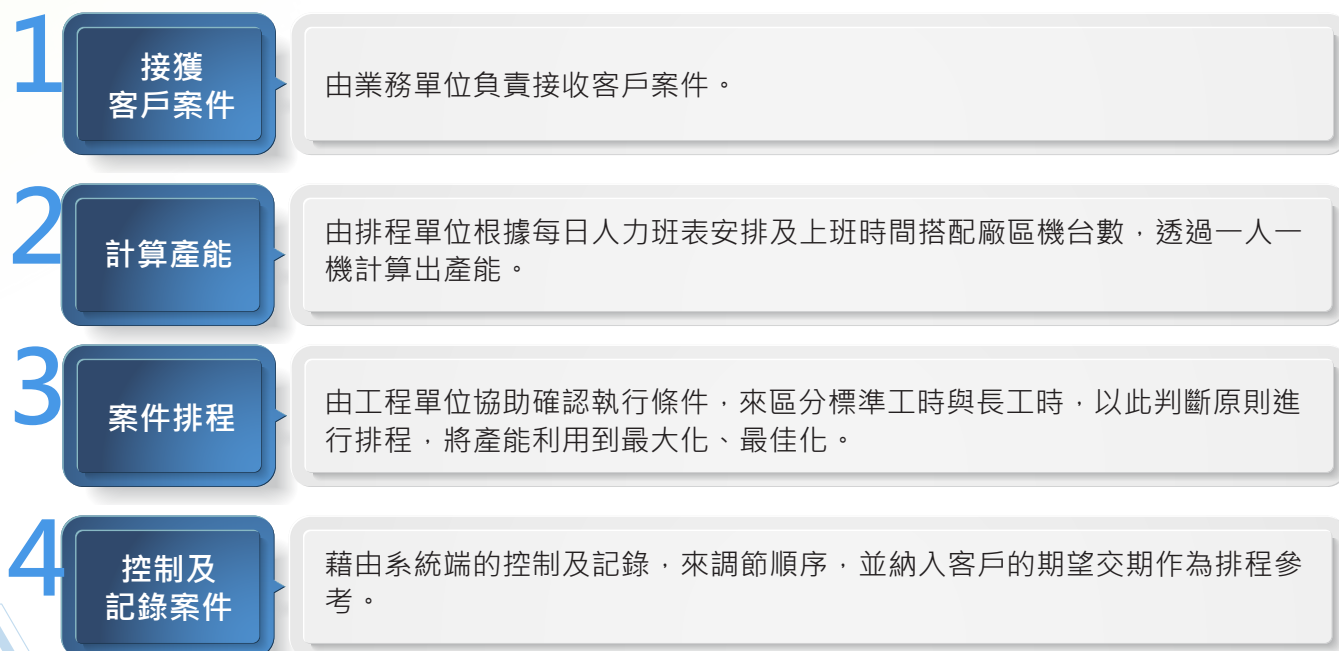 1
接獲
客戶案件
由業務單位負責接收客戶案件。
2
計算產能
由排程單位根據每日人力班表安排及上班時間搭配廠區機台數，透過一人一
機計算出產能。
3
案件排程
由工程單位協助確認執行條件，來區分標準工時與長工時，以此判斷原則進
行排程，將產能利用到最大化、最佳化。
4
控制及
記錄案件
藉由系統端的控制及記錄，來調節順序，並納入客戶的期望交期作為排程參
考。